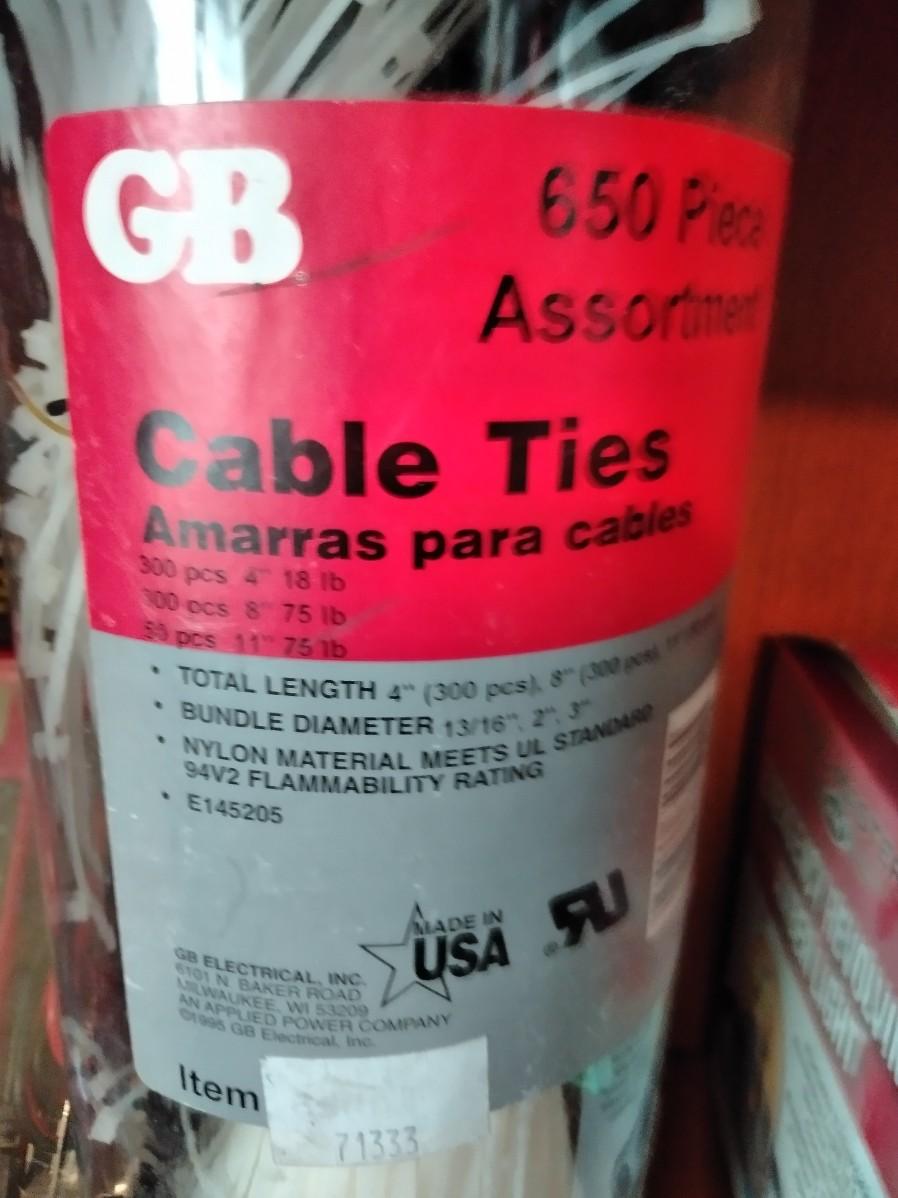 GB
650 Piece
Assortment
Cable Ties
Amarras para cables
300 pcs 4" 18 lb
300 pcs 8" 75 lb
50 pcs 11" 75 lb
• TOTAL LENGTH 4" (300 pcs), 8" (300 pcs), 11"
• BUNDLE DIAMETER 13/16", 2", 3"
• NYLON MATERIAL MEETS UL STANDARD
94V2 FLAMMABILITY RATING
• E145205
MADE IN
USA
GB ELECTRICAL, INC.
6101 N. BAKER ROAD
MILWAUKEE, WI 53209
AN APPLIED POWER COMPANY
©1995 GB Electrical, Inc.
Item
71333